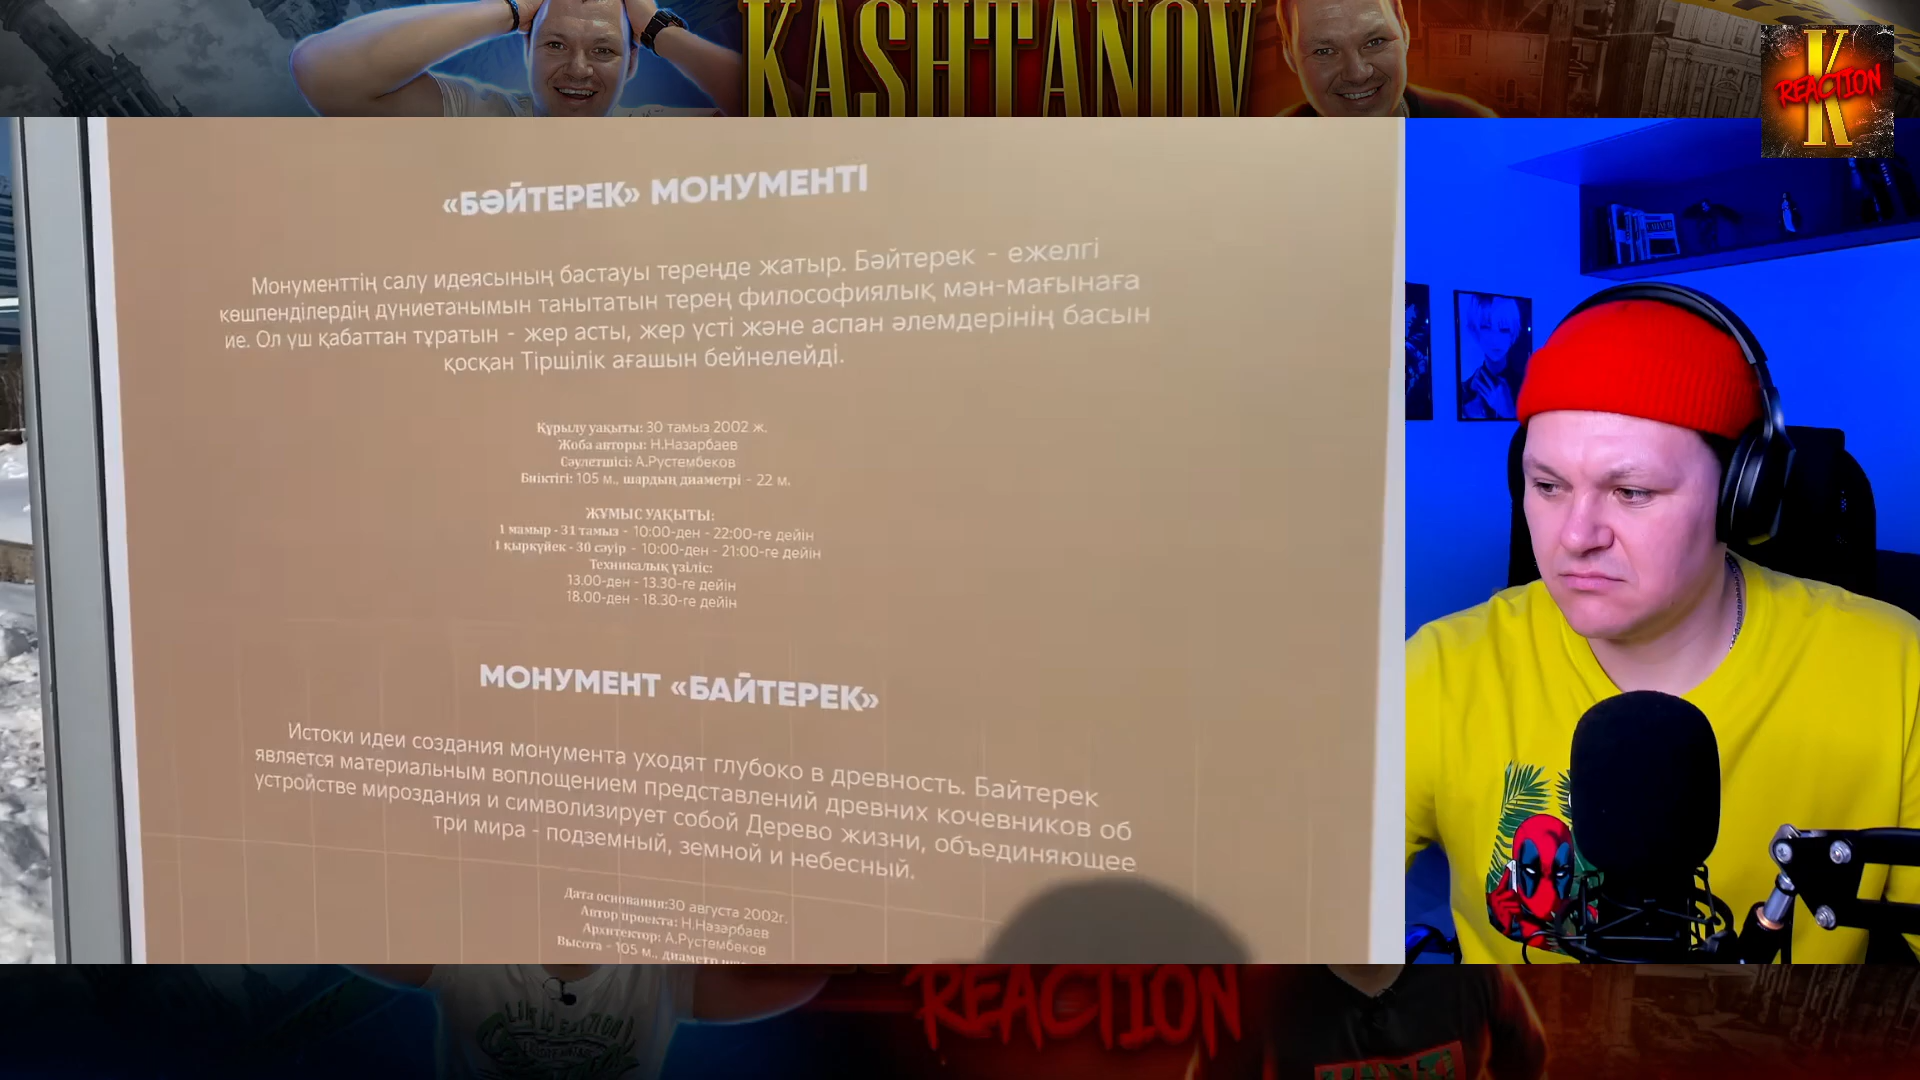 KASHTANOV
K
REACTION
«БӘЙТЕРЕК» МОНУМЕНТІ
Монументтің салу идеясының бастауы тереңде жатыр. Бәйтерек - ежелгі
көшпенділердің дүниетанымын танытатын терең философиялық мән-мағынаға
ие. Ол үш қабаттан тұратын - жер асты, жер үсті және аспан әлемдерінің басын
қосқан Тіршілік ағашын бейнелейді.
Құрылу уақыты: 30 тамыз 2002 ж.
Жоба авторы: Н.Назарбаев
Сәулетшісі: А.Рустембеков
Биіктігі: 105 м., шардың диаметрі - 22 м.
ЖҰМЫС УАҚЫТЫ:
1 мамыр - 31 тамыз - 10:00-ден - 22:00-ге дейін
1 қыркүйек - 30 сәуір - 10:00-ден - 21:00-ге дейін
Техникалық үзіліс:
13.00-ден - 13.30-ге дейін
18.00-ден - 18.30-ге дейін
МОНУМЕНТ «БАЙТЕРЕК»
Истоки идеи создания монумента уходят глубоко в древность. Байтерек
является материальным воплощением представлений древних кочевников об
устройстве мироздания и символизирует собой Дерево жизни, объединяющее
три мира - подземный, земной и небесный.
Дата основания:30 августа 2002г.
Автор проекта: Н.Назарбаев
Архитектор: А.Рустембеков
Высота - 105 м., диаметр
REACTION